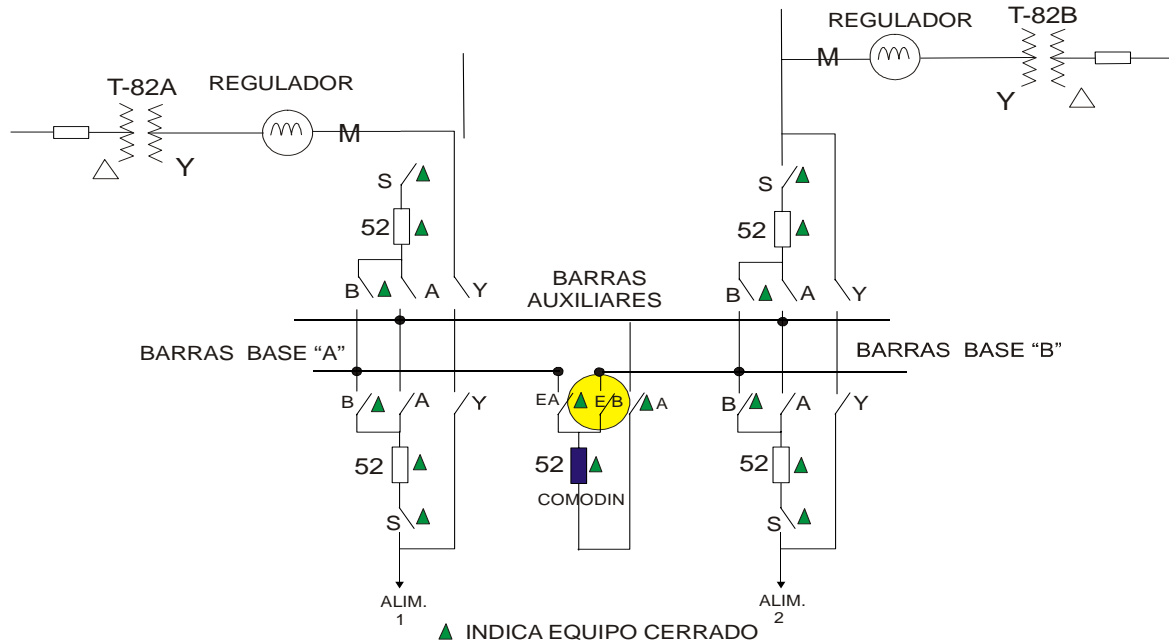 T-82B
REGULADOR
M
Y
T-82A
REGULADOR
M
Y
S
52
B
A
Y
S
52
B
A
Y
BARRAS
AUXILIARES
BARRAS BASE “A”
BARRAS BASE “B”
B
A
Y
EA
E B
A
B
A
Y
52
52
COMODIN
52
S
S
ALIM.
1
ALIM.
2
INDICA EQUIPO CERRADO